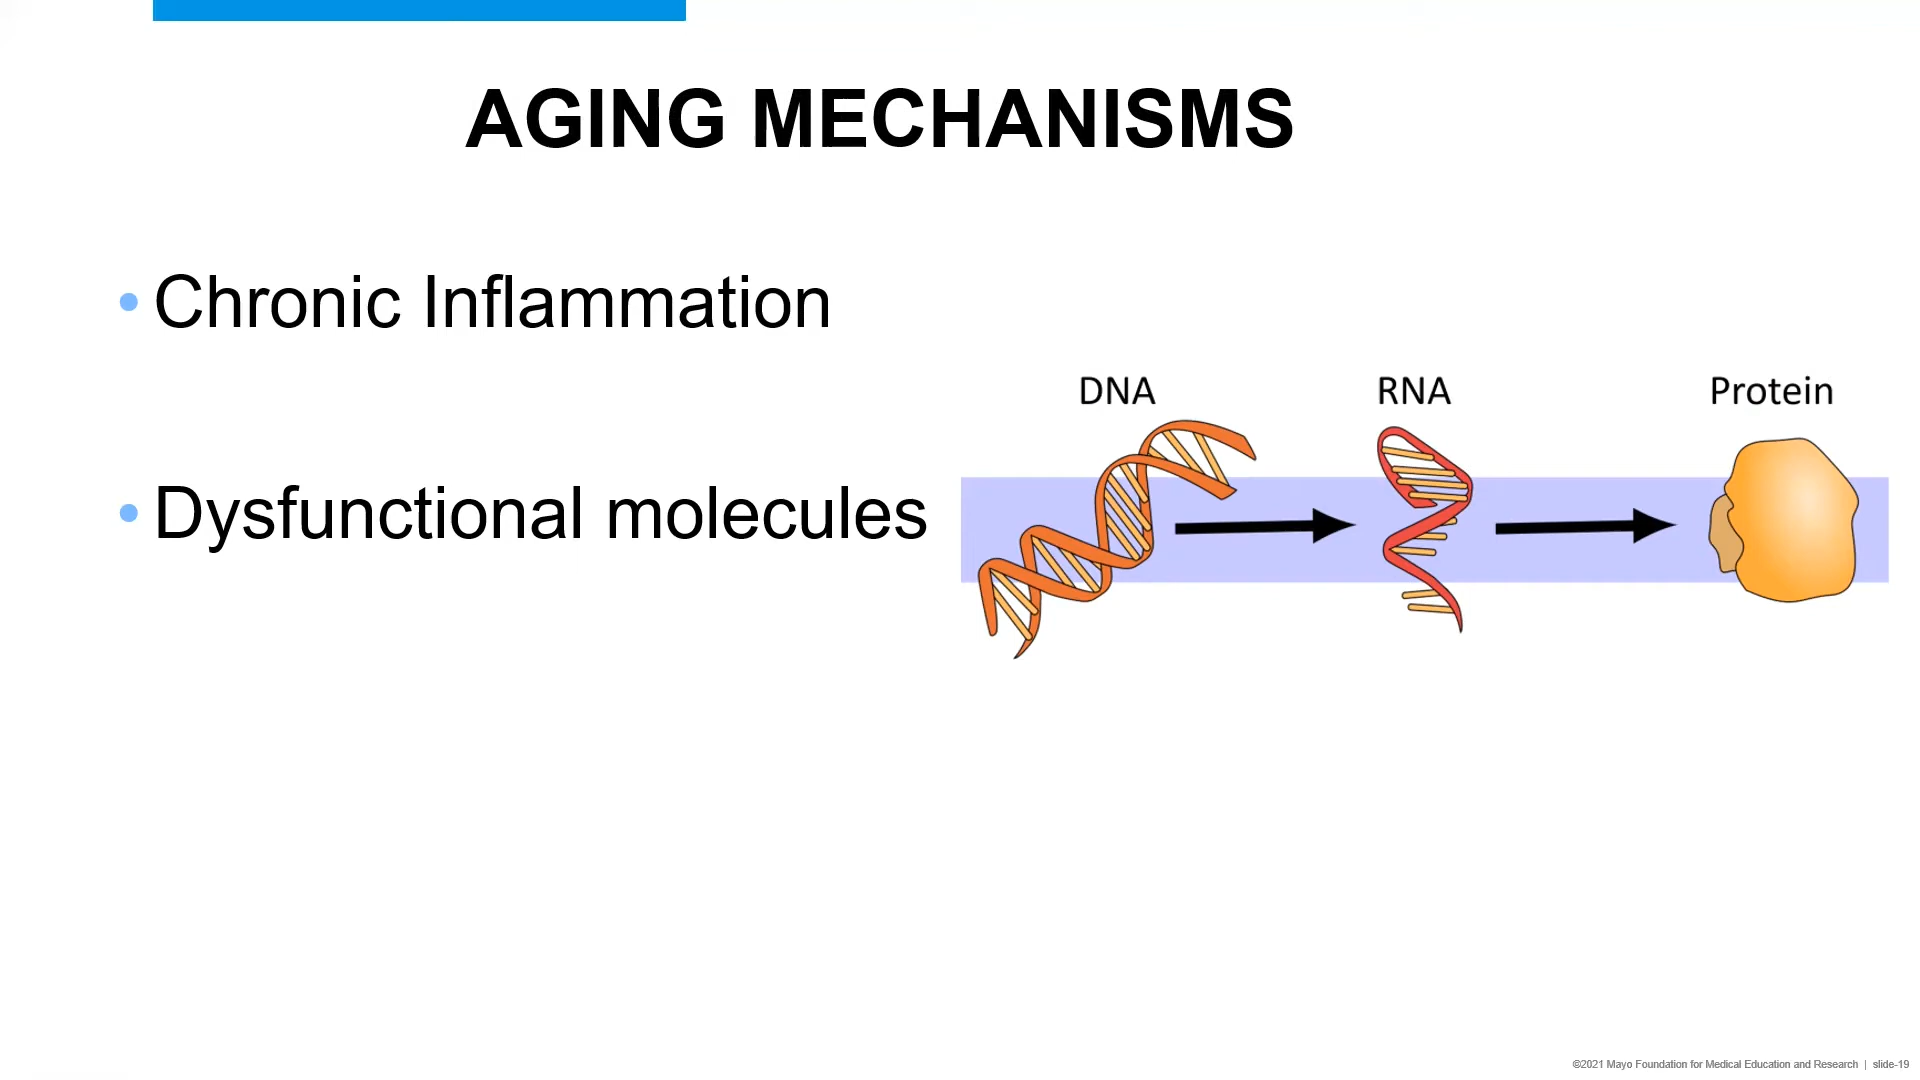 AGING MECHANISMS
• Chronic Inflammation
DNA RNA Protein
• Dysfunctional molecules
©2021 Mayo Foundation for Medical Education and Research | slide-19